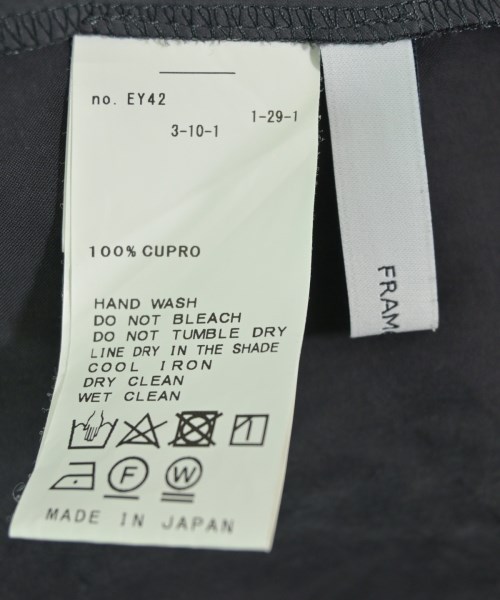 no. EY42
1-29-1
3-10-1
100% CUPRO
HAND WASH
DO NOT BLEACH
DO NOT TUMBLE DRY
LINE DRY IN THE SHADE
COOL IRON
DRY CLEAN
WET CLEAN
F W
MADE IN JAPAN
FRAM